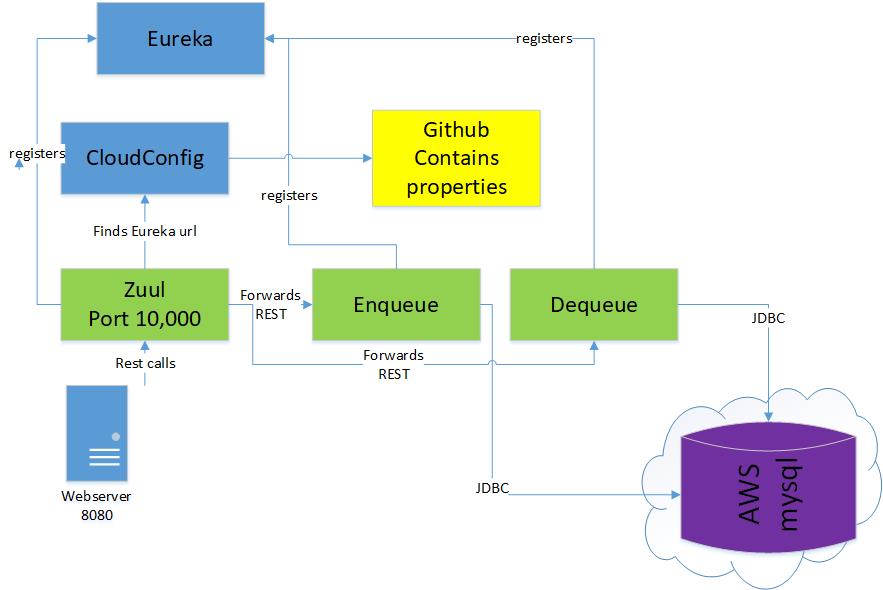 Eureka
registers
CloudConfig
Github
Contains
properties
registers
registers
Finds Eureka url
Zuul
Port 10,000
Forwards
REST
Enqueue
Dequeue
JDBC
Rest calls
Forwards
REST
Webserver
8080
JDBC
AWS
mysql